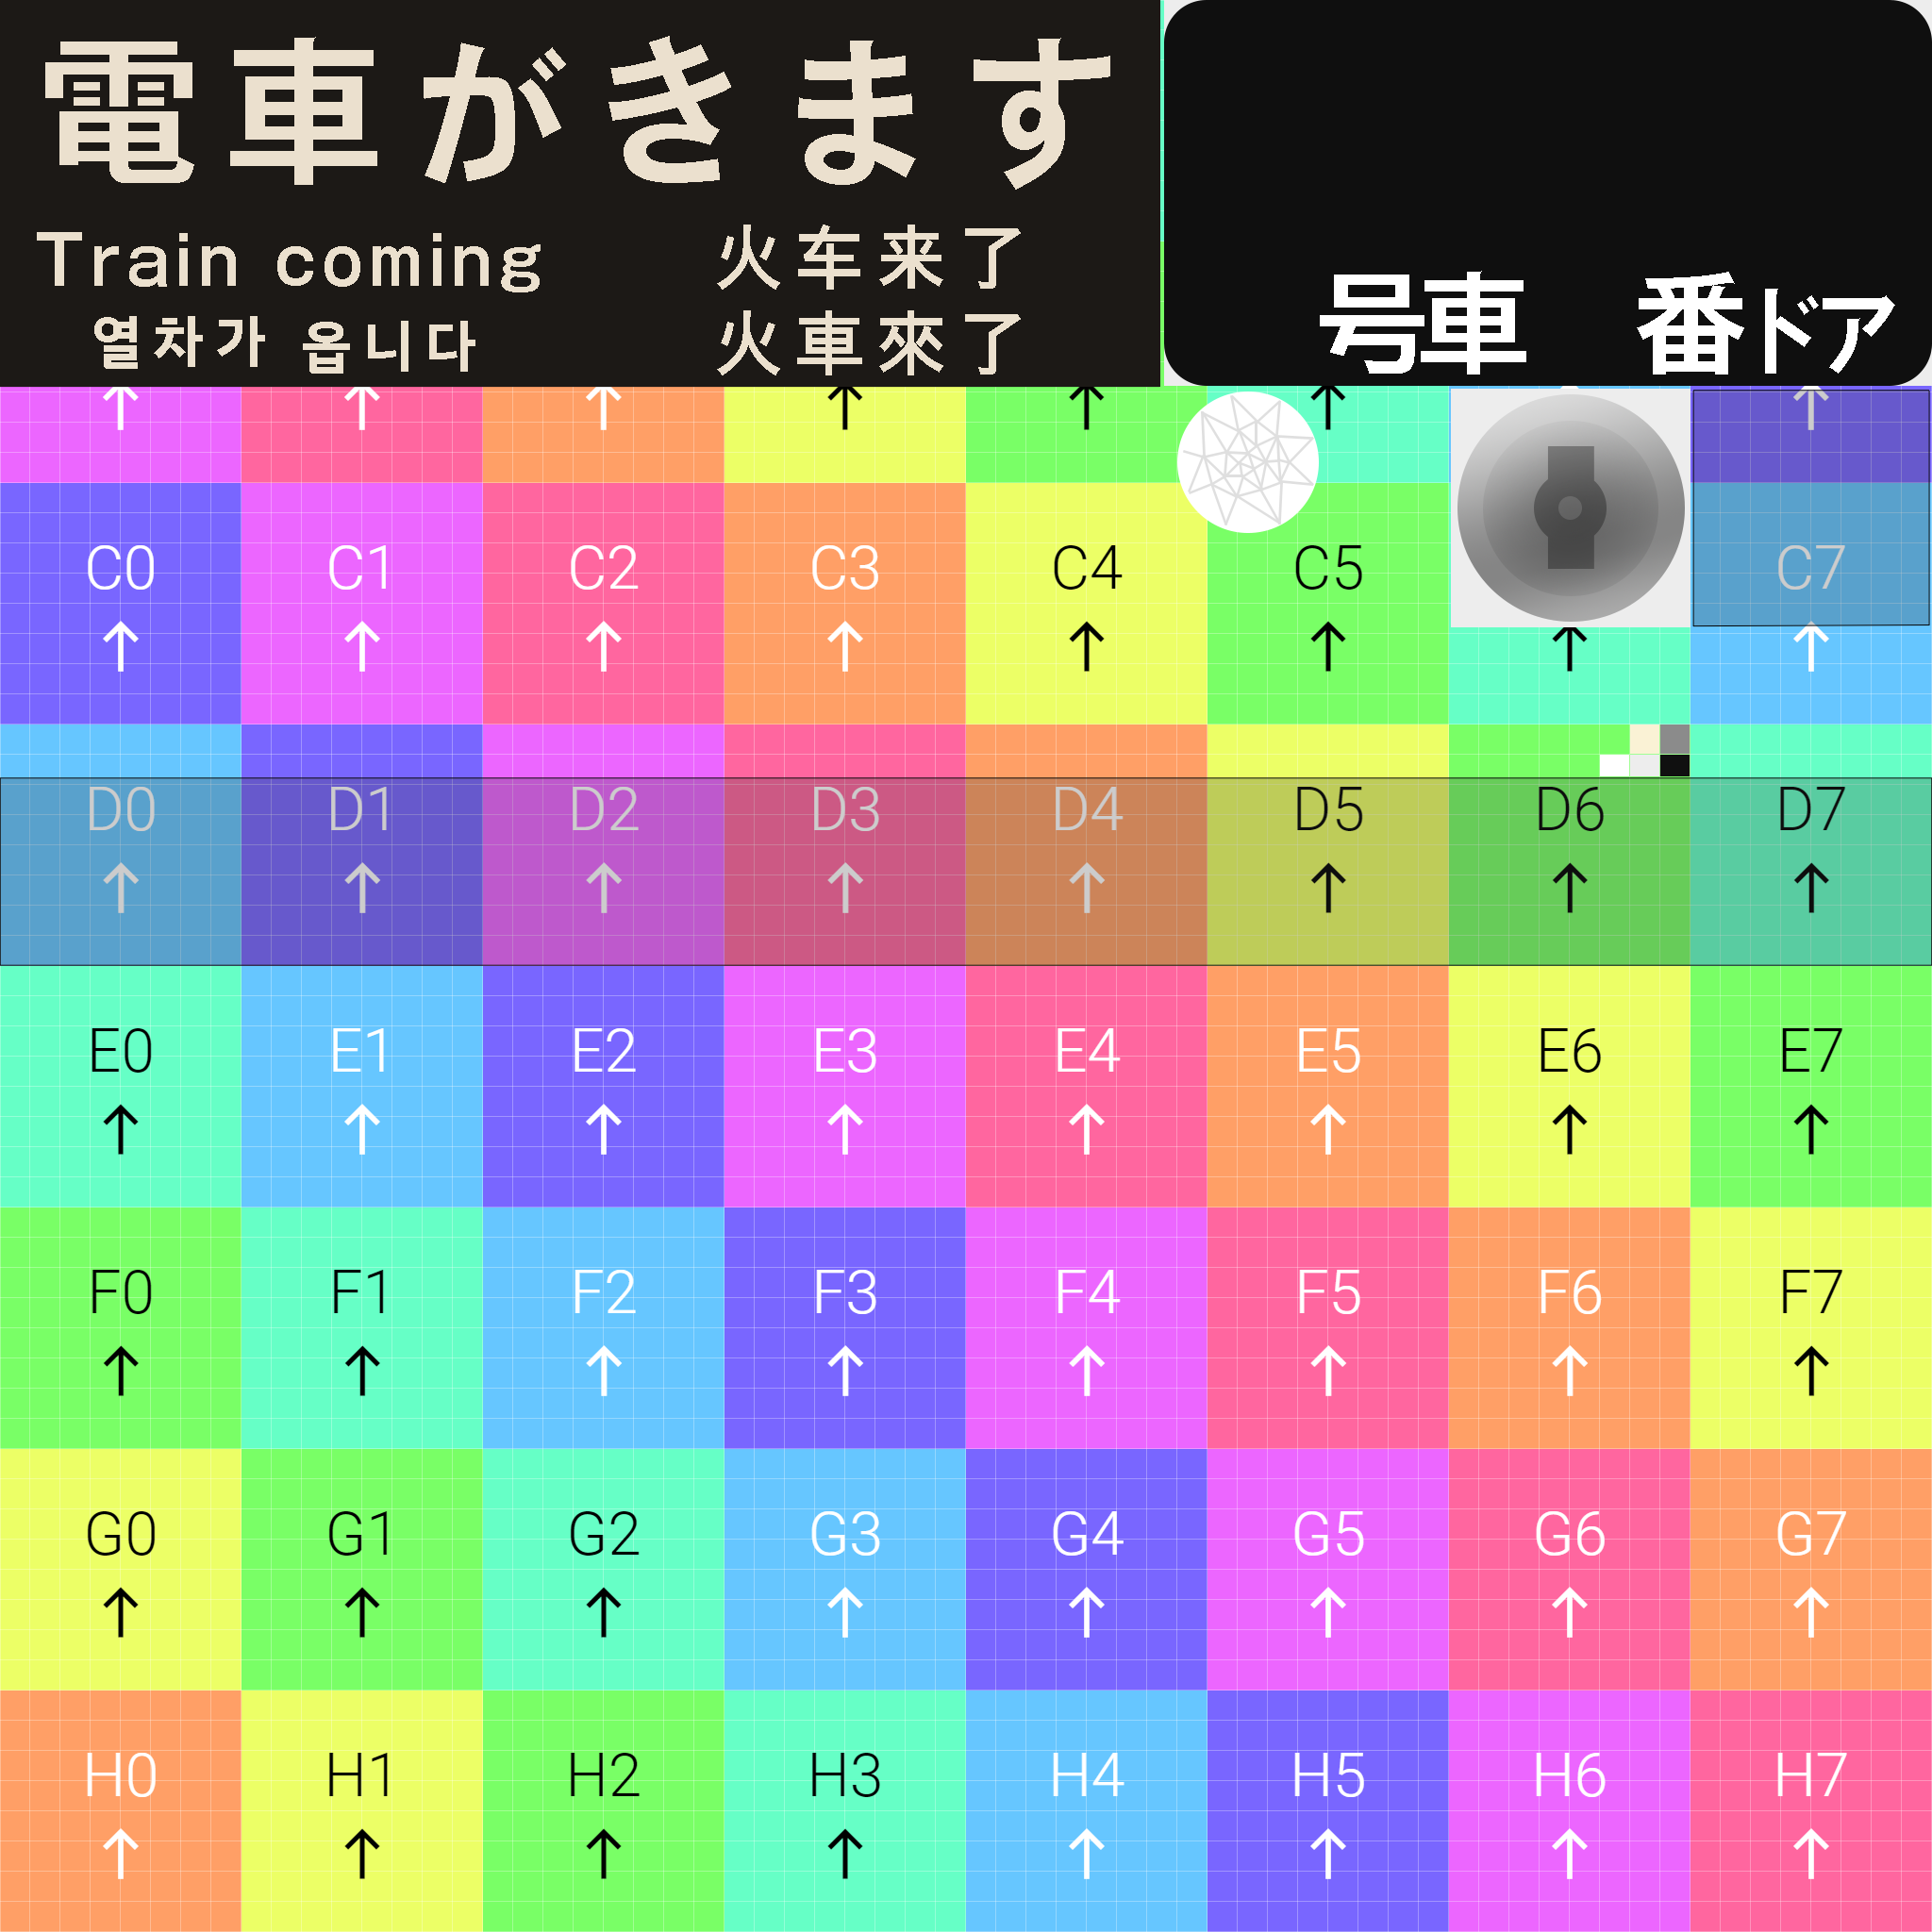 電車がきます
Train coming 火车来了
열차가 옵니다 火車來了
号車 番ドア
↑ ↑ ↑ ↑ ↑ ↑ ↑
C0 C1 C2 C3 C4 C5 C7
↑ ↑ ↑ ↑ ↑ ↑ ↑ ↑
D0 D1 D2 D3 D4 D5 D6 D7
↑ ↑ ↑ ↑ ↑ ↑ ↑ ↑
E0 E1 E2 E3 E4 E5 E6 E7
↑ ↑ ↑ ↑ ↑ ↑ ↑ ↑
F0 F1 F2 F3 F4 F5 F6 F7
↑ ↑ ↑ ↑ ↑ ↑ ↑ ↑
G0 G1 G2 G3 G4 G5 G6 G7
↑ ↑ ↑ ↑ ↑ ↑ ↑ ↑
H0 H1 H2 H3 H4 H5 H6 H7
↑ ↑ ↑ ↑ ↑ ↑ ↑ ↑